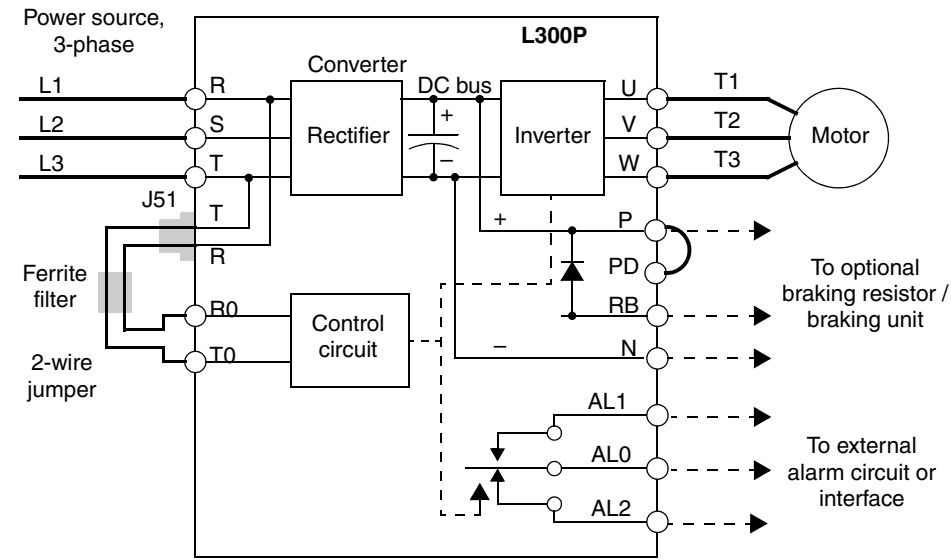 Power source,
3-phase
L300P
L1
L2
L3
R
S
T
Converter
Rectifier
DC bus
+
–
Inverter
U
V
W
T1
T2
T3
Motor
J51
T
R
Ferrite
filter
2-wire
jumper
R0
T0
Control
circuit
+
–
P
PD
RB
N
To optional
braking resistor /
braking unit
AL1
AL0
AL2
To external
alarm circuit or
interface